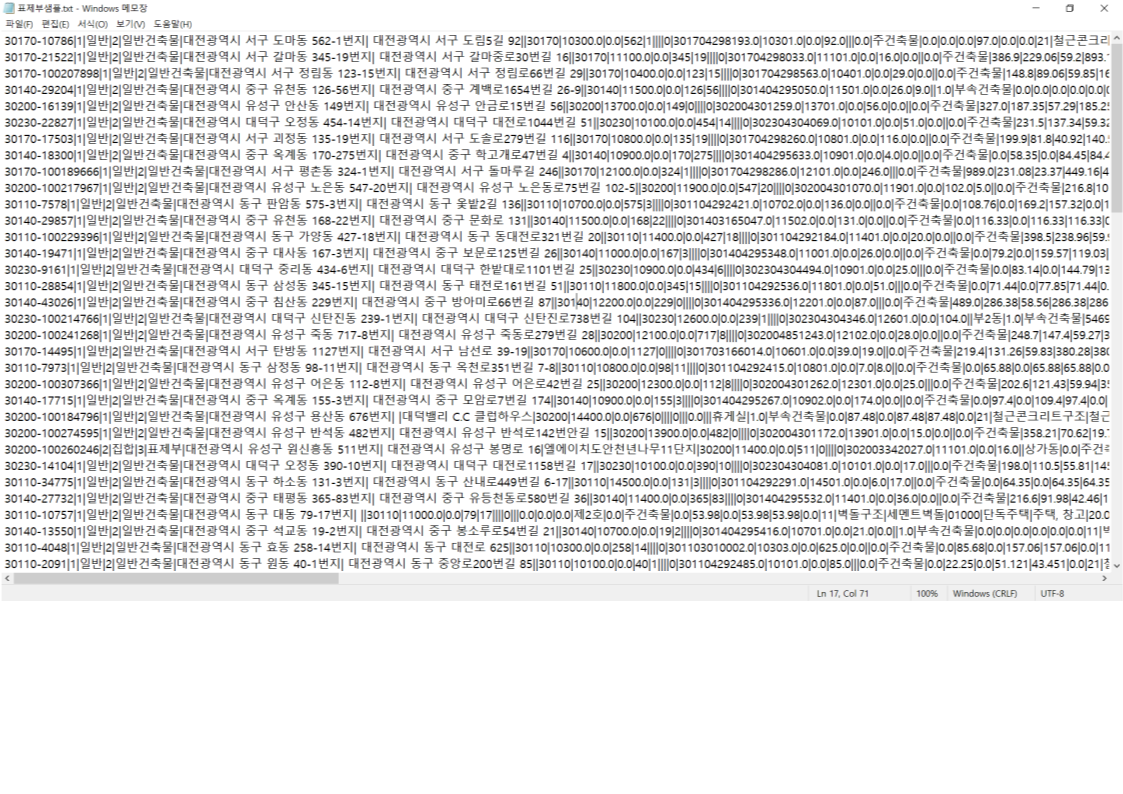 표제부샘플.txt - Windows 메모장
파일(F) 편집(E) 서식(O) 보기(V) 도움말(H)
30170-10786|1|일반|2|일반건축물|대전광역시 서구 도마동 562-1번지| 대전광역시 서구 도림5길 92||30170|10300.0|0.0|562|1||||0|301704298193.0|10301.0|0.0|92.0|||0.0|주건축물|0.0|0.0|0.0|97.0|0.0|0.0|21|철근콘크리
30170-21522|1|일반|2|일반건축물|대전광역시 서구 갈마동 345-19번지| 대전광역시 서구 갈마중로30번길 16||30170|11100.0|0.0|345|19||||0|301704298033.0|11101.0|0.0|16.0|0.0||0.0|주건축물|386.9|229.06|59.2|893.
30170-100207898|1|일반|2|일반건축물|대전광역시 서구 정림동 123-15번지| 대전광역시 서구 정림로66번길 29||30170|10400.0|0.0|123|15||||0|301704298563.0|10401.0|0.0|29.0|0.0||0.0|주건축물|148.8|89.06|59.85|16
30140-29204|1|일반|2|일반건축물|대전광역시 중구 유천동 126-56번지| 대전광역시 중구 계백로1654번길 26-9||30140|11500.0|0.0|126|56||||0|301404295050.0|11501.0|0.0|26.0|9.0||1.0|부속건축물|0.0|0.0|0.0|0.0|0.0|
30200-16139|1|일반|2|일반건축물|대전광역시 유성구 안산동 149번지| 대전광역시 유성구 안금로15번길 56||30200|13700.0|0.0|149|0||||0|302004301259.0|13701.0|0.0|56.0|0.0||0.0|주건축물|327.0|187.35|57.29|185.2
30230-22827|1|일반|2|일반건축물|대전광역시 대덕구 오정동 454-14번지| 대전광역시 대덕구 대전로1044번길 51||30230|10100.0|0.0|454|14||||0|302304304069.0|10101.0|0.0|51.0|0.0||0.0|주건축물|231.5|137.34|59.32
30170-17503|1|일반|2|일반건축물|대전광역시 서구 괴정동 135-19번지| 대전광역시 서구 도솔로279번길 116||30170|10800.0|0.0|135|19||||0|301704298260.0|10801.0|0.0|116.0|0.0||0.0|주건축물|199.9|81.8|40.92|140.
30140-18300|1|일반|2|일반건축물|대전광역시 중구 옥계동 170-275번지| 대전광역시 중구 학고개로47번길 4||30140|10900.0|0.0|170|275||||0|301404295633.0|10901.0|0.0|4.0|0.0||0.0|주건축물|0.0|58.35|0.0|84.45|84.4
30170-100189666|1|일반|2|일반건축물|대전광역시 서구 평촌동 324-1번지| 대전광역시 서구 돌마루길 246||30170|12100.0|0.0|324|1||||0|301704298286.0|12101.0|0.0|246.0|||0.0|주건축물|989.0|231.08|23.37|449.16|4
30200-100217967|1|일반|2|일반건축물|대전광역시 유성구 노은동 547-20번지| 대전광역시 유성구 노은동로75번길 102-5||30200|11900.0|0.0|547|20||||0|302004301070.0|11901.0|0.0|102.0|5.0||0.0|주건축물|216.8|10
30110-7578|1|일반|2|일반건축물|대전광역시 동구 판암동 575-3번지| 대전광역시 동구 옻밭2길 136||30110|10700.0|0.0|575|3||||0|301104292421.0|10702.0|0.0|136.0|0.0||0.0|주건축물|0.0|108.76|0.0|169.2|157.32|0.0|1
30140-29857|1|일반|2|일반건축물|대전광역시 중구 유천동 168-22번지| 대전광역시 중구 문화로 131||30140|11500.0|0.0|168|22||||0|301403165047.0|11502.0|0.0|131.0|0.0||0.0|주건축물|0.0|116.33|0.0|116.33|116.33|
30110-100229396|1|일반|2|일반건축물|대전광역시 동구 가양동 427-18번지| 대전광역시 동구 동대전로321번길 20||30110|11400.0|0.0|427|18||||0|301104292184.0|11401.0|0.0|20.0|0.0||0.0|주건축물|398.5|238.96|59.
30140-19471|1|일반|2|일반건축물|대전광역시 중구 대사동 167-3번지| 대전광역시 중구 보문로125번길 26||30140|11000.0|0.0|167|3||||0|301404295348.0|11001.0|0.0|26.0|0.0||0.0|주건축물|0.0|79.2|0.0|159.57|119.03|
30230-9161|1|일반|2|일반건축물|대전광역시 대덕구 중리동 434-6번지| 대전광역시 대덕구 한밭대로1101번길 25||30230|10900.0|0.0|434|6||||0|302304304494.0|10901.0|0.0|25.0|||0.0|주건축물|0.0|83.14|0.0|144.79|13
30110-28854|1|일반|2|일반건축물|대전광역시 동구 삼성동 345-15번지| 대전광역시 동구 태전로161번길 51||30110|11800.0|0.0|345|15||||0|301104292536.0|11801.0|0.0|51.0|||0.0|주건축물|0.0|71.44|0.0|77.85|71.44|0.
30140-43026|1|일반|2|일반건축물|대전광역시 중구 침산동 229번지| 대전광역시 중구 방아미로66번길 87||30140|12200.0|0.0|229|0||||0|301404295336.0|12201.0|0.0|87.0|||0.0|주건축물|489.0|286.38|58.56|286.38|286
30230-100214766|1|일반|2|일반건축물|대전광역시 대덕구 신탄진동 239-1번지| 대전광역시 대덕구 신탄진로738번길 104||30230|12600.0|0.0|239|1||||0|302304304346.0|12601.0|0.0|104.0||부2동|1.0|부속건축물|5469
30200-100241268|1|일반|2|일반건축물|대전광역시 유성구 죽동 717-8번지| 대전광역시 유성구 죽동로279번길 28||30200|12100.0|0.0|717|8||||0|302004851243.0|12102.0|0.0|28.0|0.0||0.0|주건축물|248.7|147.4|59.27|3
30170-14495|1|일반|2|일반건축물|대전광역시 서구 탄방동 1127번지| 대전광역시 서구 남선로 39-19||30170|10600.0|0.0|1127|0||||0|301703166014.0|10601.0|0.0|39.0|19.0||0.0|주건축물|219.4|131.26|59.83|380.28|380
30110-7973|1|일반|2|일반건축물|대전광역시 동구 삼정동 98-11번지| 대전광역시 동구 옥천로351번길 7-8||30110|10800.0|0.0|98|11||||0|301104292415.0|10801.0|0.0|7.0|8.0||0.0|주건축물|0.0|65.88|0.0|65.88|65.88|0.0
30200-100307366|1|일반|2|일반건축물|대전광역시 유성구 어은동 112-8번지| 대전광역시 유성구 어은로42번길 25||30200|12300.0|0.0|112|8||||0|302004301262.0|12301.0|0.0|25.0|||0.0|주건축물|202.6|121.43|59.94|3
30140-17715|1|일반|2|일반건축물|대전광역시 중구 옥계동 155-3번지| 대전광역시 중구 모암로7번길 174||30140|10900.0|0.0|155|3||||0|301404295267.0|10902.0|0.0|174.0|0.0||0.0|주건축물|0.0|97.4|0.0|109.4|97.4|0.0|
30200-100184796|1|일반|2|일반건축물|대전광역시 유성구 용산동 676번지| |대덕밸리 C.C 클럽하우스|30200|14400.0|0.0|676|0||||0|||0.0|||휴게실|1.0|부속건축물|0.0|87.48|0.0|87.48|87.48|0.0|21|철근콘크리트구조|철근
30200-100274595|1|일반|2|일반건축물|대전광역시 유성구 반석동 482번지| 대전광역시 유성구 반석로142번안길 15||30200|13900.0|0.0|482|0||||0|302004301172.0|13901.0|0.0|15.0|0.0||0.0|주건축물|358.21|70.62|19.
30200-100260246|2|집합|3|표제부|대전광역시 유성구 원신흥동 511번지| 대전광역시 유성구 봉명로 16|엘에이치도안천년나무11단지|30200|11400.0|0.0|511|0||||0|302003342027.0|11101.0|0.0|16.0||상가동|0.0|주건
30230-14104|1|일반|2|일반건축물|대전광역시 대덕구 오정동 390-10번지| 대전광역시 대덕구 대전로1158번길 17||30230|10100.0|0.0|390|10||||0|302304304081.0|10101.0|0.0|17.0|||0.0|주건축물|198.0|110.5|55.81|14
30110-34775|1|일반|2|일반건축물|대전광역시 동구 하소동 131-3번지| 대전광역시 동구 산내로449번길 6-17||30110|14500.0|0.0|131|3||||0|301104292291.0|14501.0|0.0|6.0|17.0||0.0|주건축물|0.0|64.35|0.0|64.35|64.35
30140-27732|1|일반|2|일반건축물|대전광역시 중구 태평동 365-83번지| 대전광역시 중구 유등천동로580번길 36||30140|11400.0|0.0|365|83||||0|301404295532.0|11401.0|0.0|36.0|0.0||0.0|주건축물|216.6|91.98|42.46|1
30110-10757|1|일반|2|일반건축물|대전광역시 동구 대동 79-17번지| ||30110|11000.0|0.0|79|17||||0|||0.0|0.0|0.0|제2호|0.0|주건축물|0.0|53.98|0.0|53.98|53.98|0.0|11|벽돌구조|세멘트벽돌|01000|단독주택|주택, 창고|20.0
30140-13550|1|일반|2|일반건축물|대전광역시 중구 석교동 19-2번지| 대전광역시 중구 봉소루로54번길 21||30140|10700.0|0.0|19|2||||0|301404295416.0|10701.0|0.0|21.0|0.0||1.0|부속건축물|0.0|0.0|0.0|0.0|0.0|0.0|11|벽
30110-4048|1|일반|2|일반건축물|대전광역시 동구 효동 258-14번지| 대전광역시 동구 대전로 625||30110|10300.0|0.0|258|14||||0|301103010002.0|10303.0|0.0|625.0|0.0||0.0|주건축물|0.0|85.68|0.0|157.06|157.06|0.0|11
30110-2091|1|일반|2|일반건축물|대전광역시 동구 원동 40-1번지| 대전광역시 동구 중앙로200번길 85||30110|10100.0|0.0|40|1||||0|301104292485.0|10101.0|0.0|85.0|||0.0|주건축물|0.0|22.25|0.0|51.121|43.451|0.0|21|철
Ln 17, Col 71 100% Windows (CRLF) UTF-8